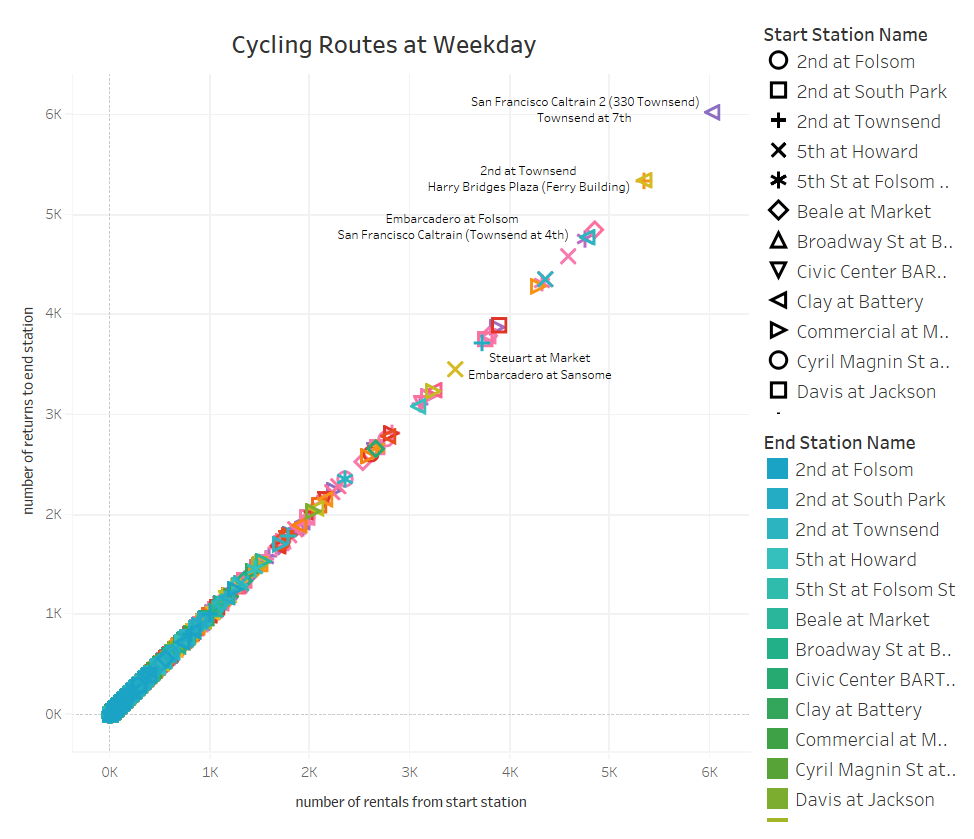 Cycling Routes at Weekday
number of returns to end station
6K
5K
4K
3K
2K
1K
0K
San Francisco Caltrain 2 (330 Townsend)
Townsend at 7th
2nd at Townsend
Harry Bridges Plaza (Ferry Building)
Embarcadero at Folsom
San Francisco Caltrain (Townsend at 4th)
Steuart at Market
Embarcadero at Sansome
0K 1K 2K 3K 4K 5K 6K
number of rentals from start station
Start Station Name
2nd at Folsom
2nd at South Park
2nd at Townsend
5th at Howard
5th St at Folsom ..
Beale at Market
Broadway St at B..
Civic Center BAR..
Clay at Battery
Commercial at M..
Cyril Magnin St a..
Davis at Jackson
End Station Name
2nd at Folsom
2nd at South Park
2nd at Townsend
5th at Howard
5th St at Folsom St
Beale at Market
Broadway St at B..
Civic Center BART..
Clay at Battery
Commercial at M..
Cyril Magnin St at..
Davis at Jackson